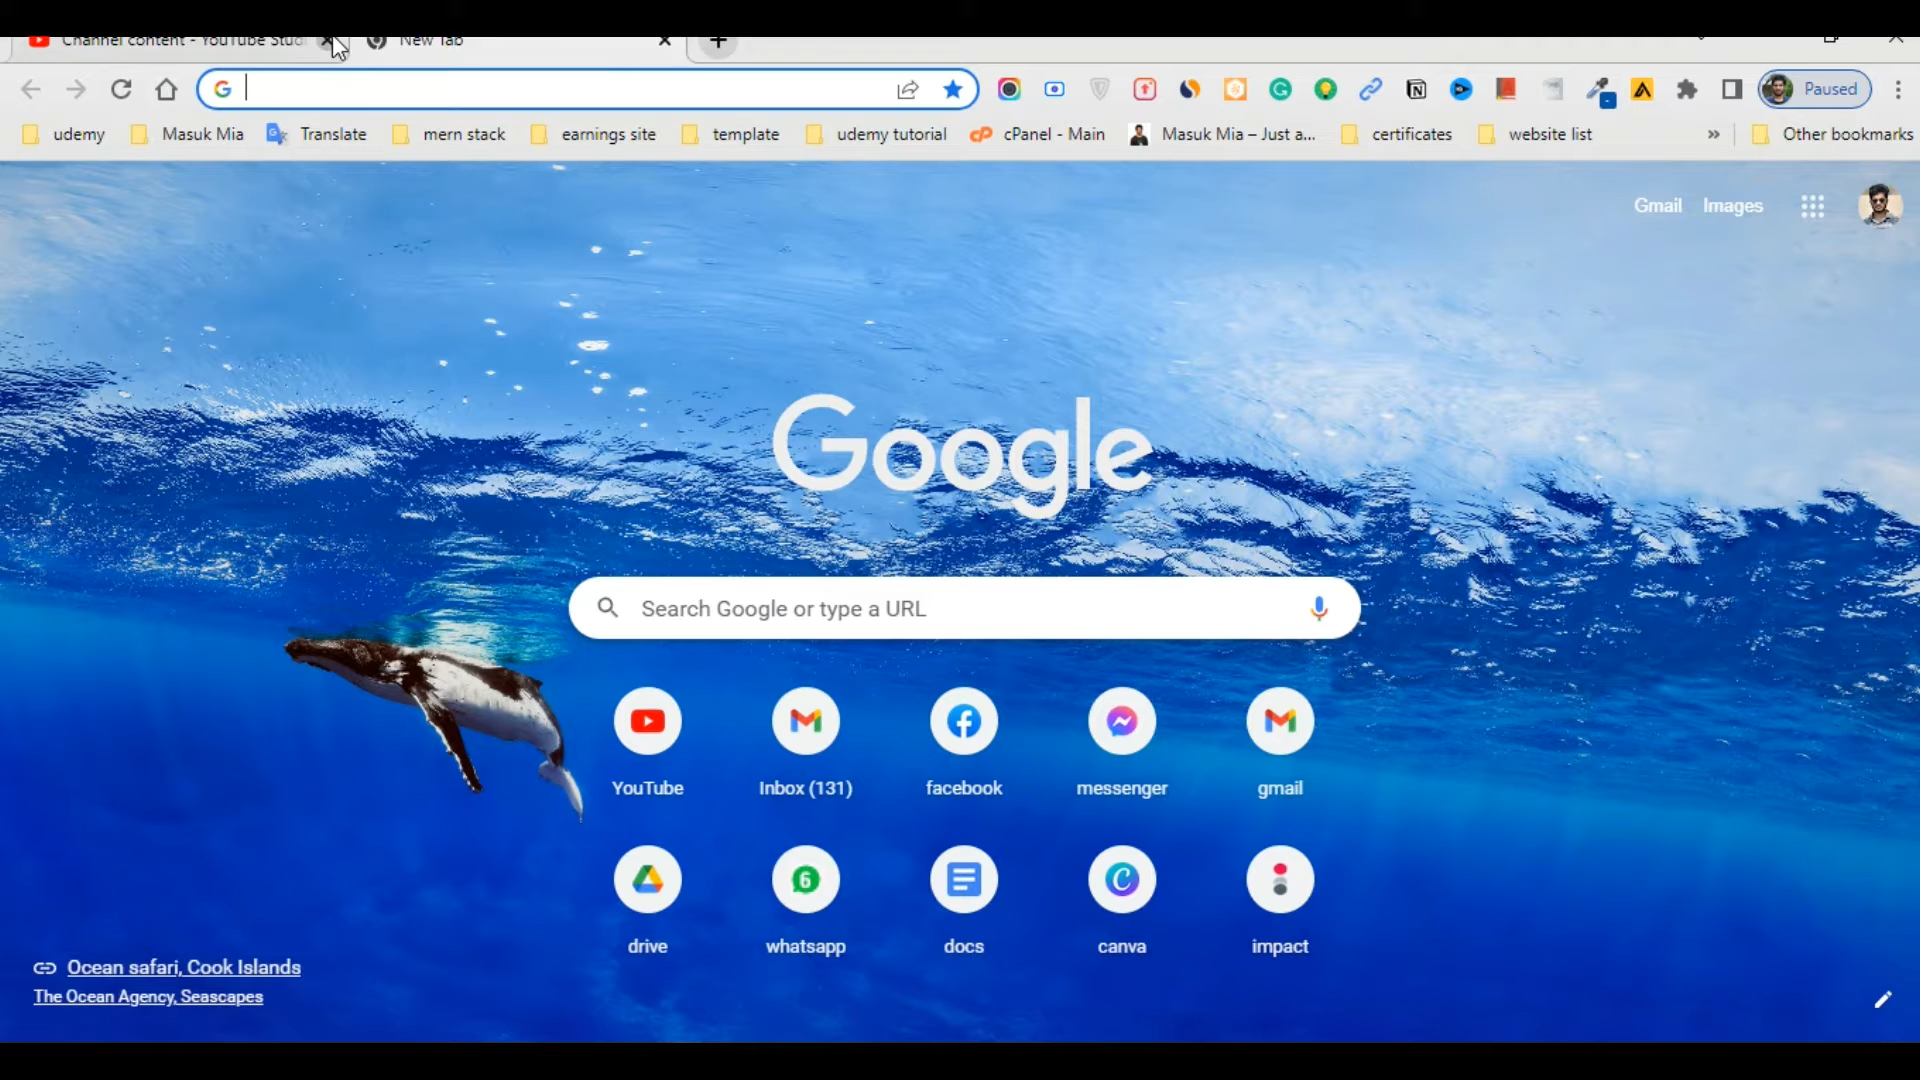 Channel content - YouTube Stud
New Tab
Paused
udemy
Masuk Mia
Translate
mern stack
earnings site
template
udemy tutorial
cPanel - Main
Masuk Mia – Just a...
certificates
website list
»
Other bookmarks
Gmail
Images
Google
Search Google or type a URL
YouTube
Inbox (131)
facebook
messenger
gmail
6
drive
whatsapp
docs
canva
impact
Ocean safari, Cook Islands
The Ocean Agency, Seascapes